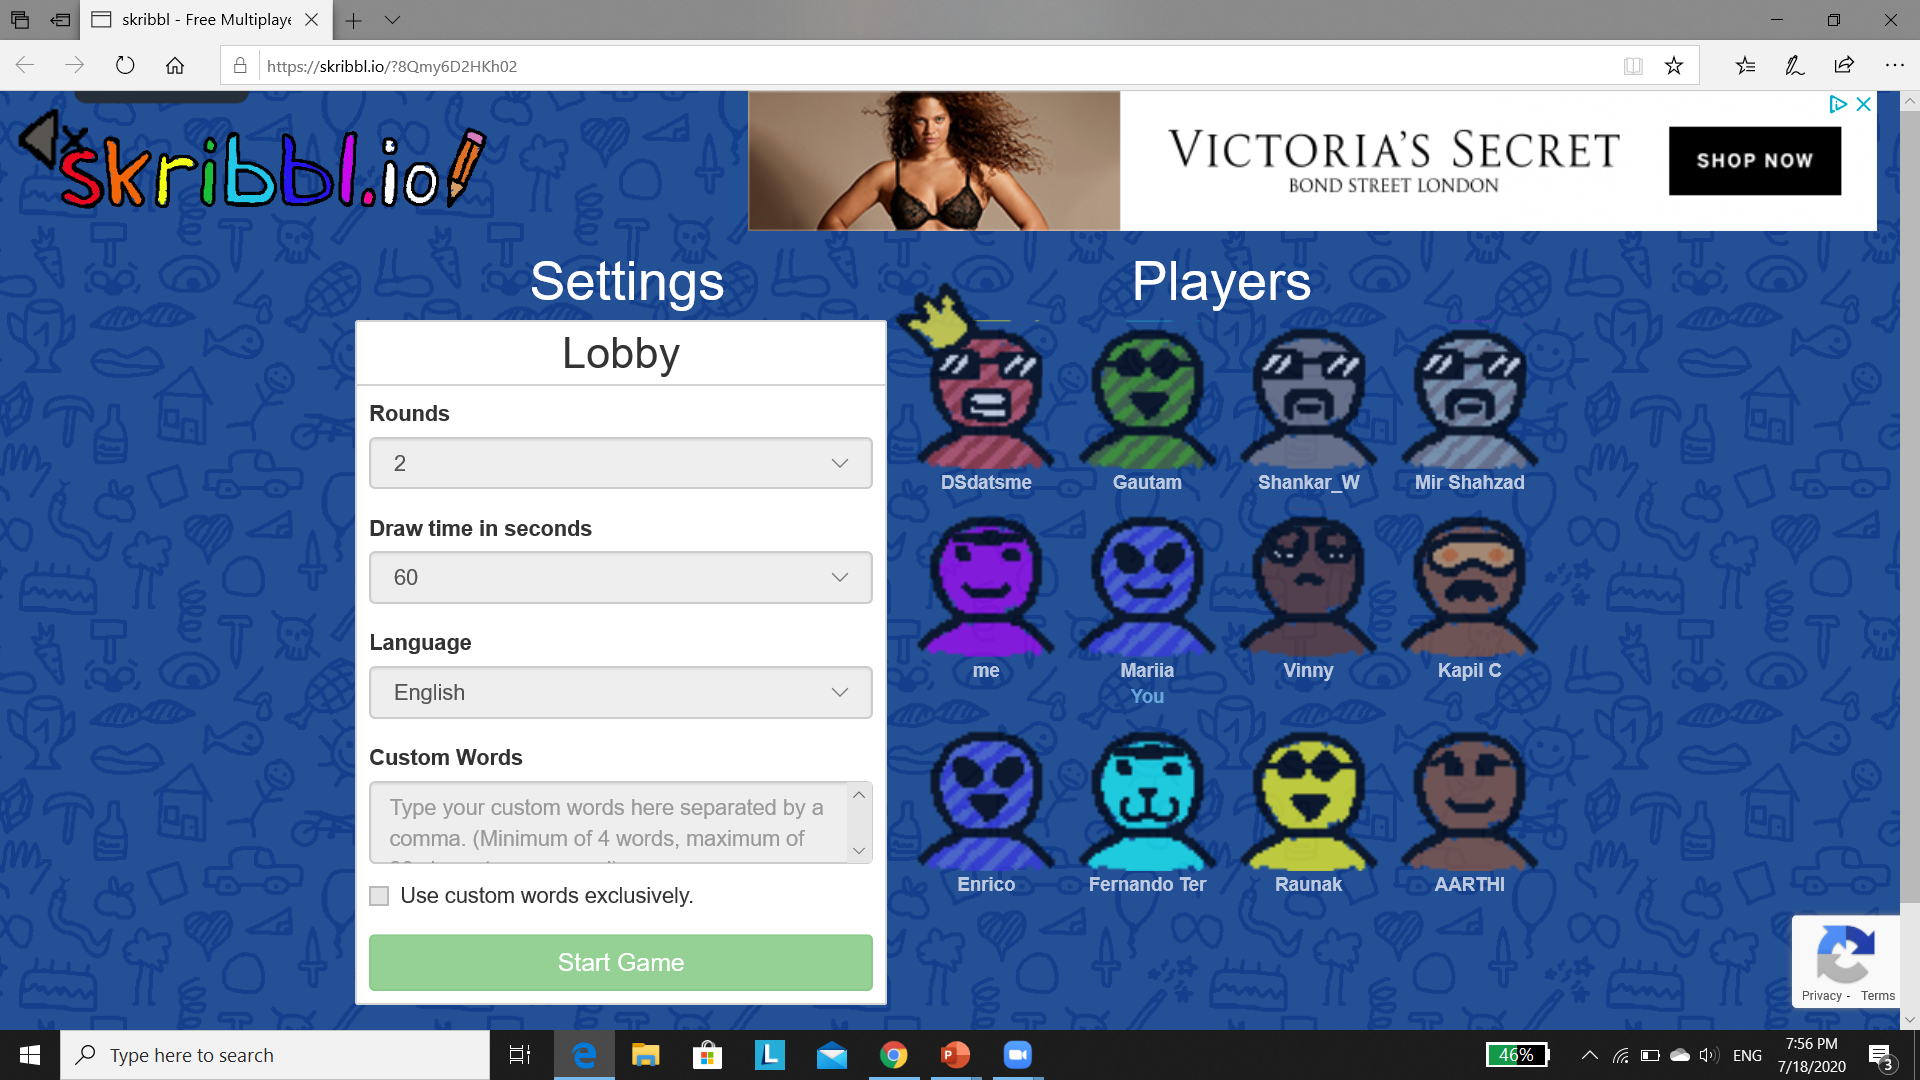 skribbl - Free Multiplaye
https://skribbl.io/?8Qmy6D2HKh02
skribbl.io
VICTORIA'S SECRET
BOND STREET LONDON
SHOP NOW
Settings
Players
Lobby
Rounds
2
Draw time in seconds
60
Language
English
Custom Words
Type your custom words here separated by a
comma. (Minimum of 4 words, maximum of
Use custom words exclusively.
Start Game
DSdatsme
Gautam
Shankar_W
Mir Shahzad
me
Mariia
You
Vinny
Kapil C
Enrico
Fernando Ter
Raunak
AARTHI
Privacy - Terms
Type here to search
46%
ENG
7:56 PM
7/18/2020
3